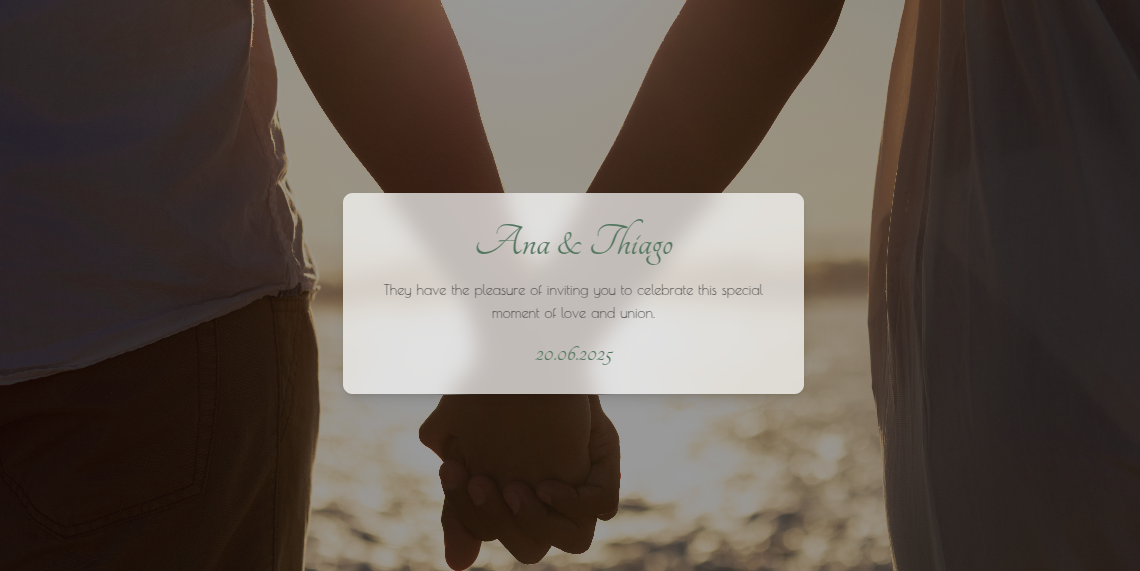 Ana & Thiago
They have the pleasure of inviting you to celebrate this special
moment of love and union.
20.06.2025